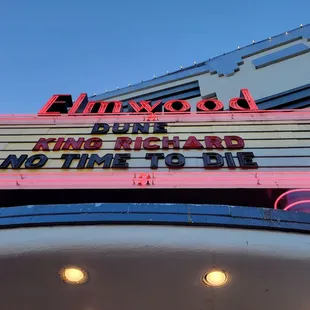 Elmwood
DUNE
KING RICHARD
NO TIME TO DIE